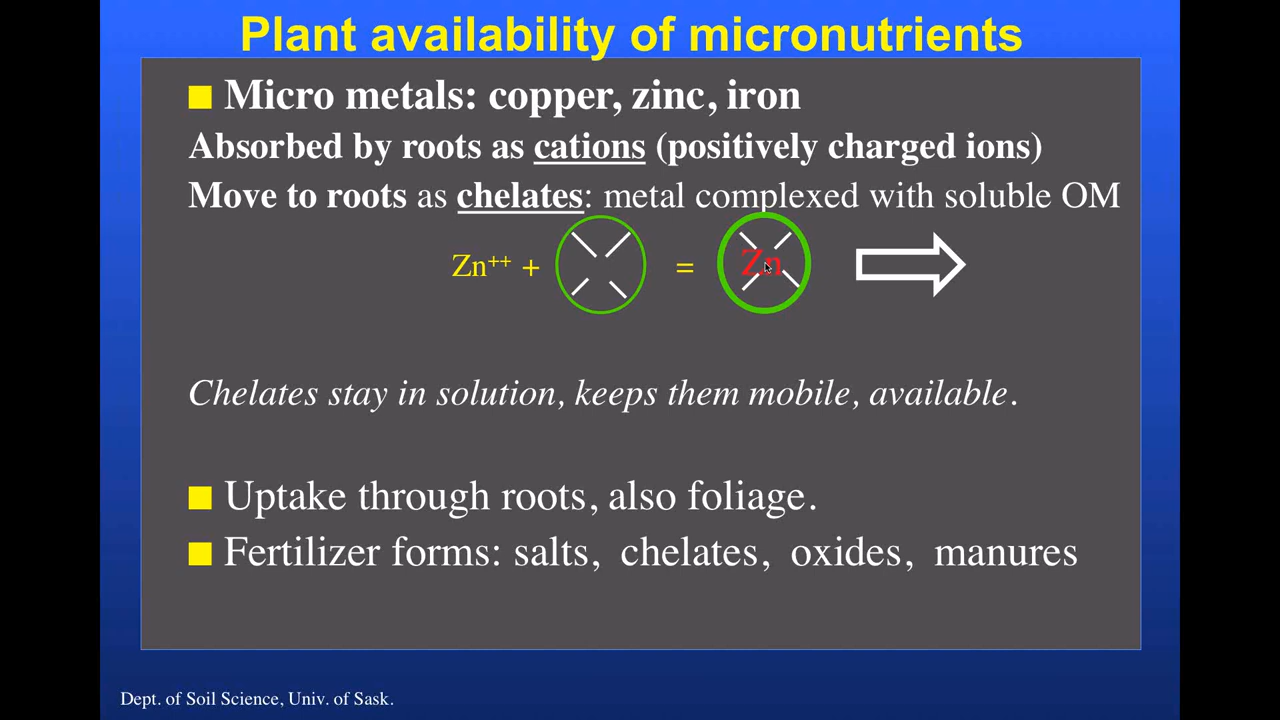 Plant availability of micronutrients
Micro metals: copper, zinc, iron
Absorbed by roots as cations (positively charged ions)
Move to roots as chelates: metal complexed with soluble OM
Zn⁺⁺ + = Zn
Chelates stay in solution, keeps them mobile, available.
Uptake through roots, also foliage.
Fertilizer forms: salts, chelates, oxides, manures
Dept. of Soil Science, Univ. of Sask.